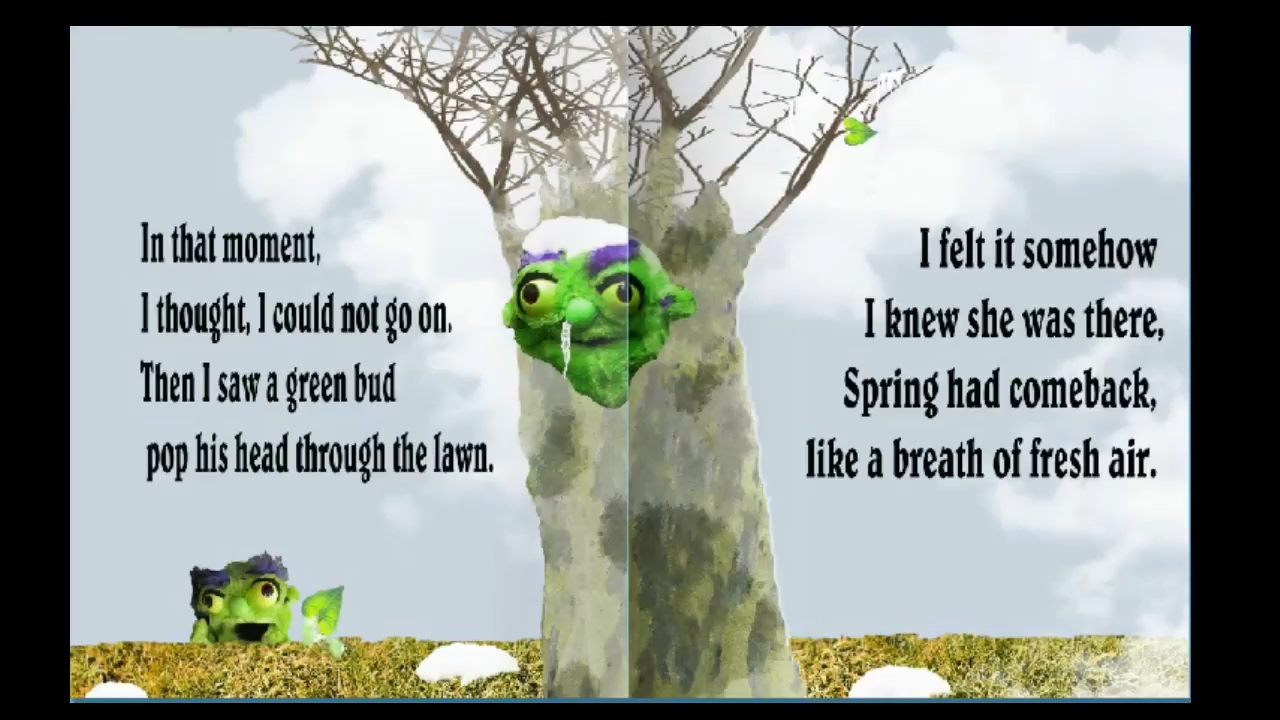 In that moment,
I thought, I could not go on.
Then I saw a green bud
pop his head through the lawn.
I felt it somehow
I knew she was there,
Spring had comeback,
like a breath of fresh air.